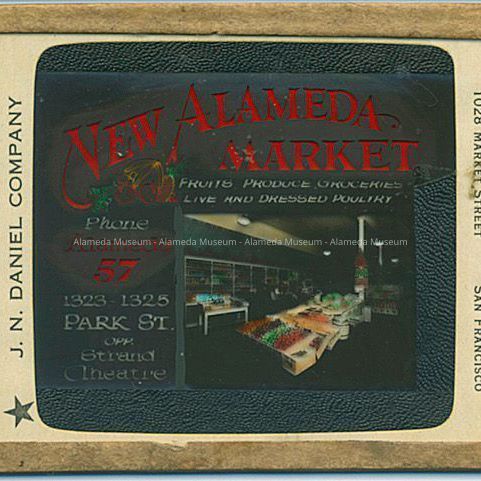 J. N. DANIEL COMPANY
NEW ALAMEDA
MARKET
FRUITS PRODUCE GROCERIES
LIVE AND DRESSED POULTRY
Phone
Alameda
57
1323-1325
PARK ST.
OPP.
Strand
Theatre
Alameda Museum - Alameda Museum - Alameda Museum - Alameda Museum
1028 MARKET STREET
SAN FRANCISCO